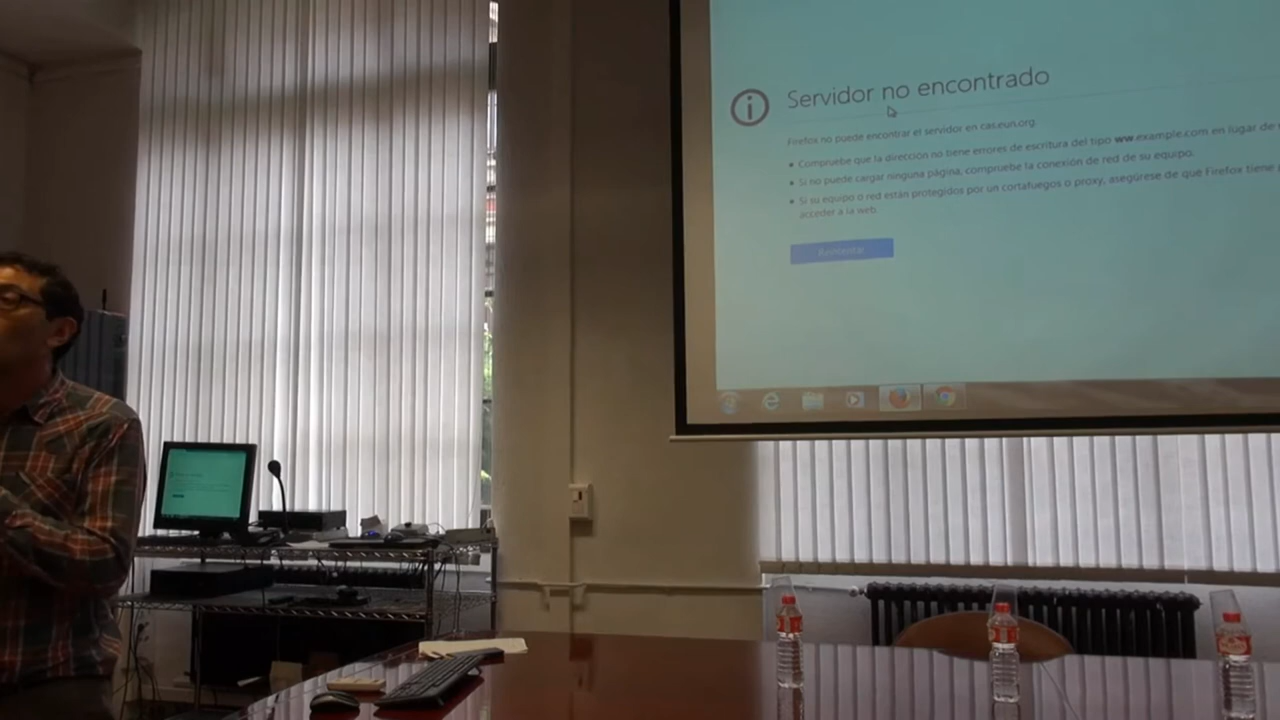 Servidor no encontrado
Firefox no puede encontrar el servidor en cas.eun.org
• Compruebe que la dirección no tiene errores de escritura del tipo ww.example.com en lugar de
• Si no puede cargar ninguna página, compruebe la conexión de red de su equipo.
• Si su equipo o red están protegidos por un cortafuegos o proxy, asegúrese de que Firefox tiene
acceder a la web.
Reintentar